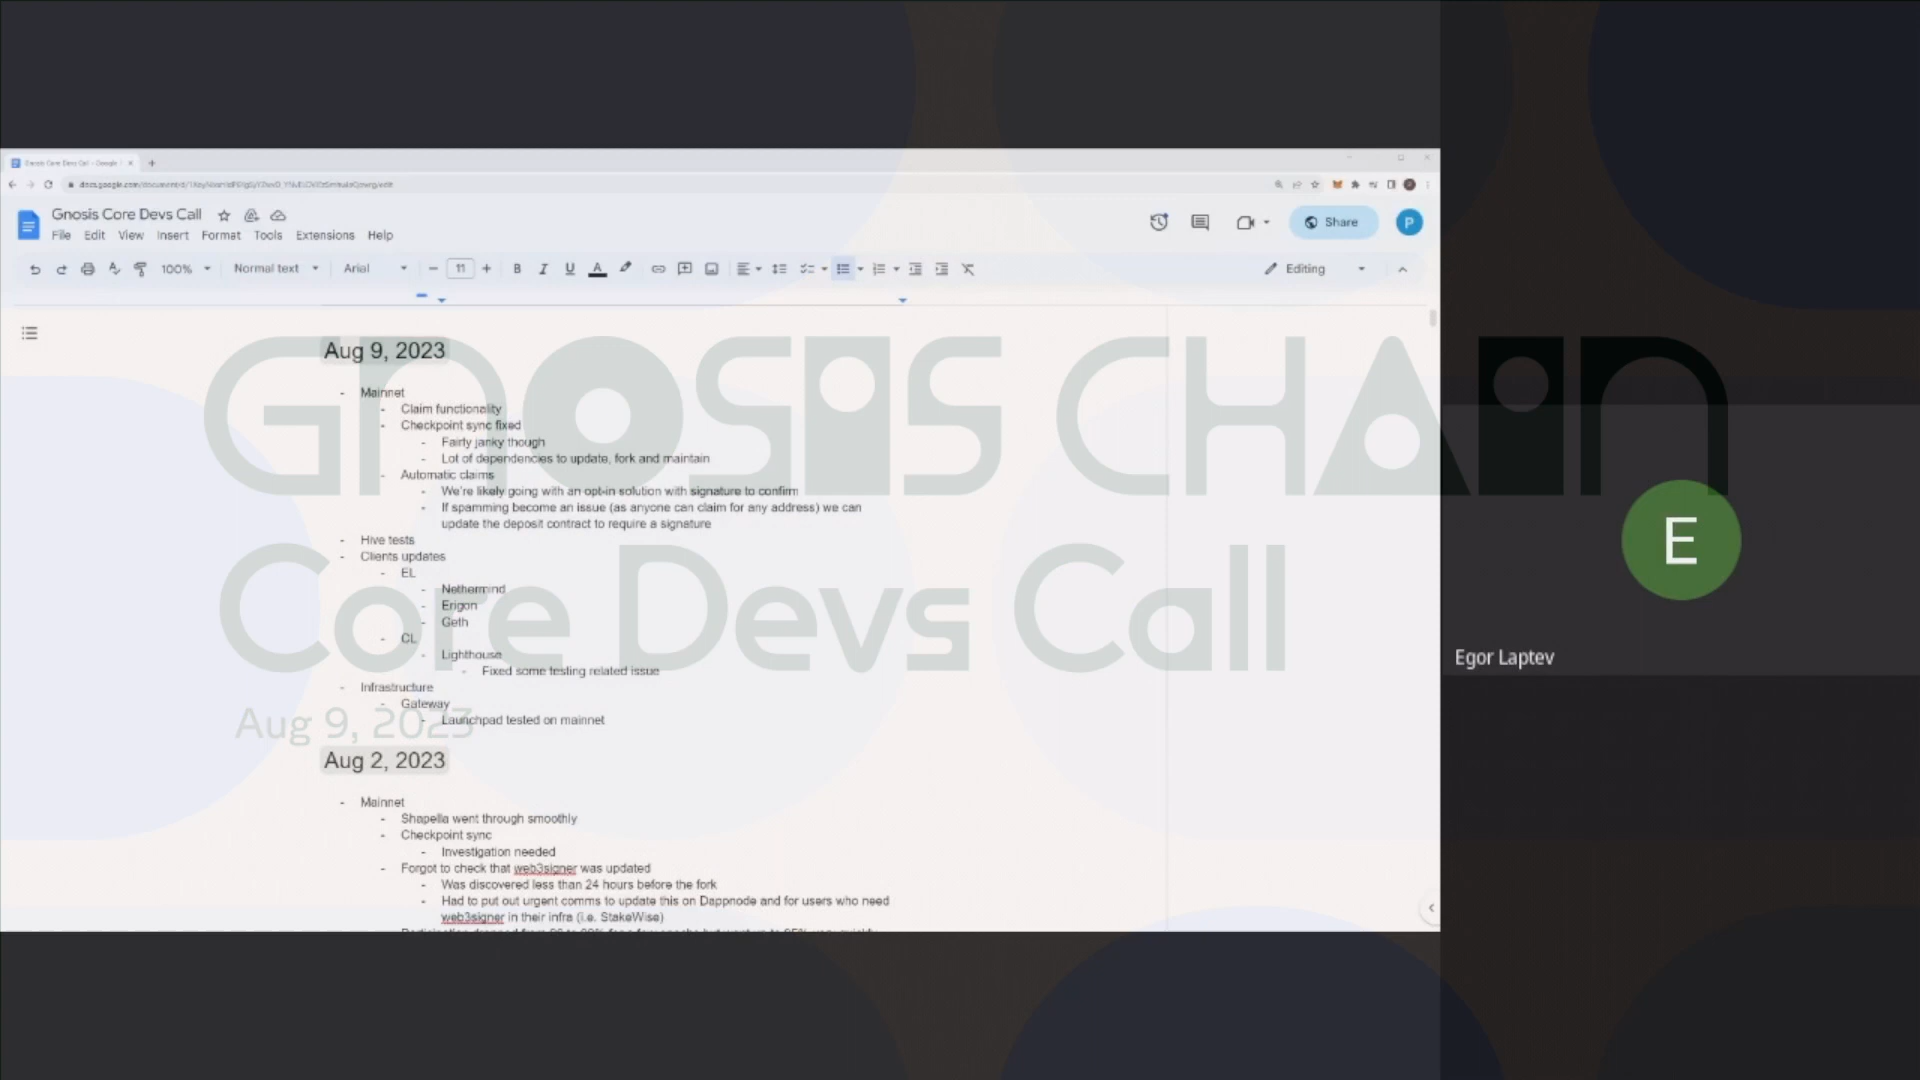 Gnosis Core Devs Call - Google
Gnosis Core Devs Call
File Edit View Insert Format Tools Extensions Help
Share
P
100% Normal text Arial 11 Editing
GNOSIS CHAIN
Core Devs Call
Aug 9, 2023
Aug 9, 2023
- Mainnet
- Claim functionality
- Checkpoint sync fixed
- Fairly janky though
- Lot of dependencies to update, fork and maintain
- Automatic claims
- We're likely going with an opt-in solution with signature to confirm
- If spamming become an issue (as anyone can claim for any address) we can
update the deposit contract to require a signature
- Hive tests
- Clients updates
- EL
- Nethermind
- Erigon
- Geth
- CL
- Lighthouse
- Fixed some testing related issue
- Infrastructure
- Gateway
- Launchpad tested on mainnet
Aug 2, 2023
- Mainnet
- Shapella went through smoothly
- Checkpoint sync
- Investigation needed
- Forgot to check that web3signer was updated
- Was discovered less than 24 hours before the fork
- Had to put out urgent comms to update this on Dappnode and for users who need
web3signer in their infra (i.e. StakeWise)
E
Egor Laptev